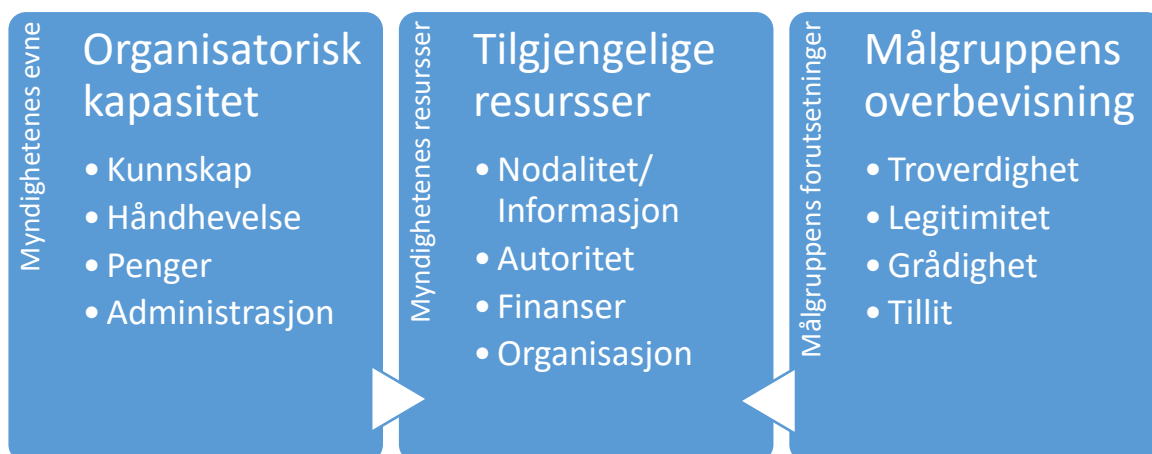 Myndighetenes evne
Organisatorisk
kapasitet
• Kunnskap
• Håndhevelse
• Penger
• Administrasjon
Myndighetenes resursser
Tilgjengelige
resursser
• Nodalitet/
Informasjon
• Autoritet
• Finanser
• Organisasjon
Målgruppens forutsetninger
Målgruppens
overbevisning
• Troverdighet
• Legitimitet
• Grådighet
• Tillit